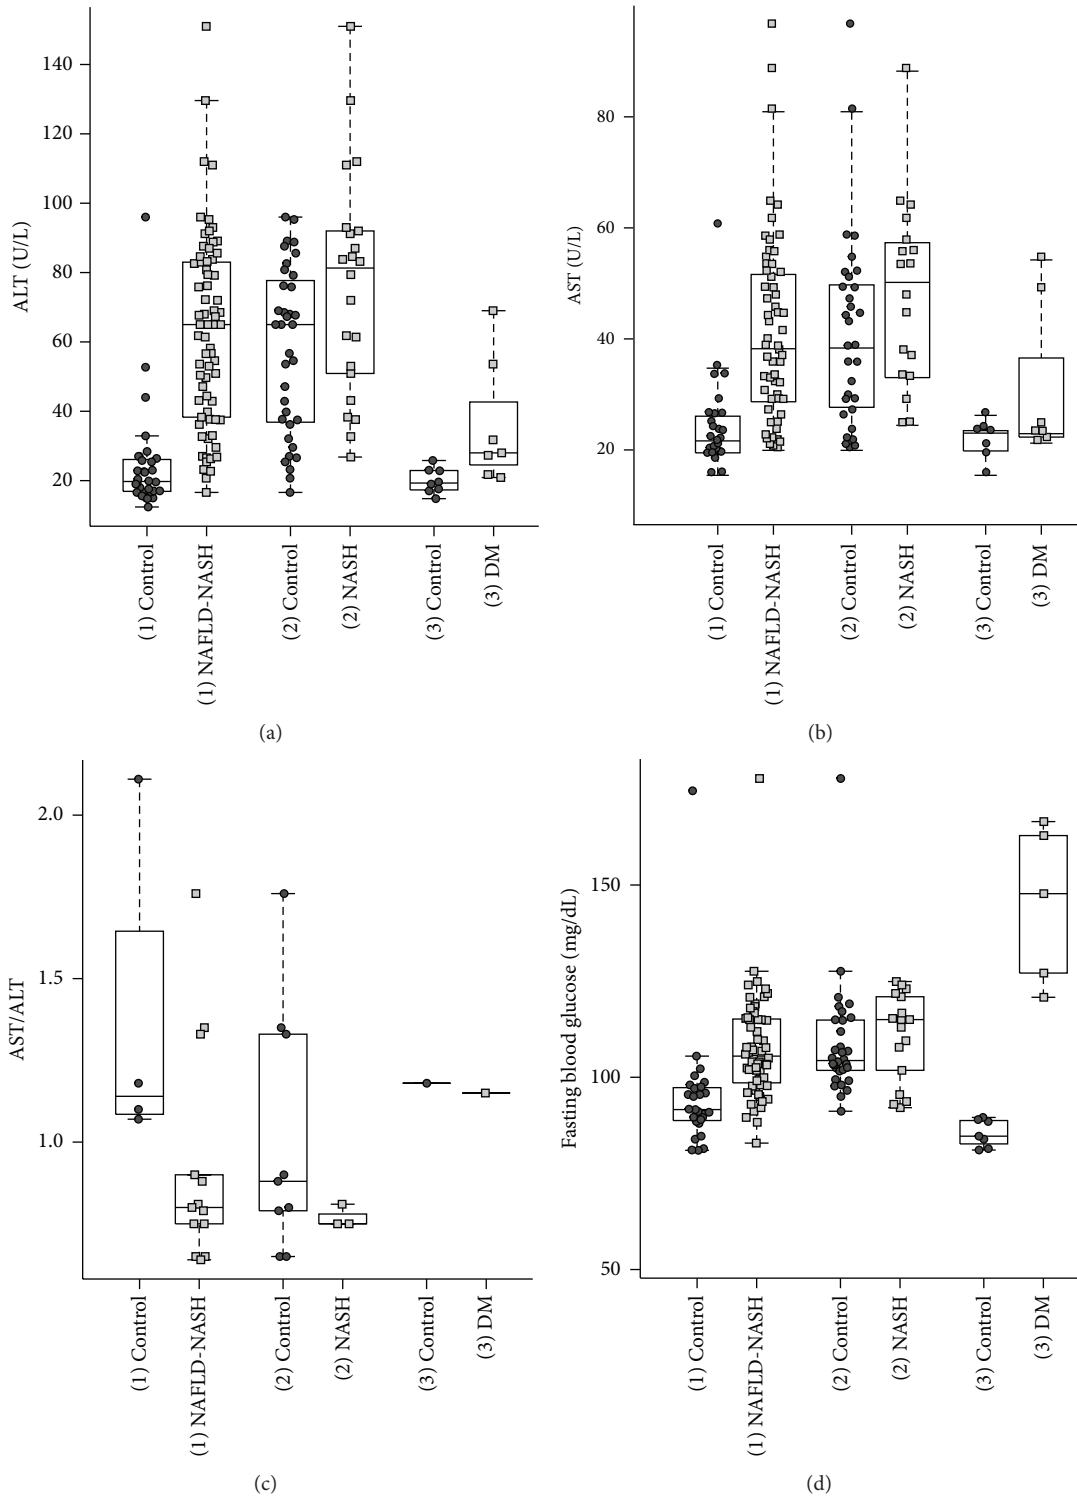 ALT (U/L)
140
120
100
80
60
40
20
(1) Control
(1) NAFLD-NASH
(2) Control
(2) NASH
(3) Control
(3) DM
(a)
AST (U/L)
80
60
40
20
(1) Control
(1) NAFLD-NASH
(2) Control
(2) NASH
(3) Control
(3) DM
(b)
AST/ALT
2.0
1.5
1.0
(1) Control
(1) NAFLD-NASH
(2) Control
(2) NASH
(3) Control
(3) DM
(c)
Fasting blood glucose (mg/dL)
150
100
50
(1) Control
(1) NAFLD-NASH
(2) Control
(2) NASH
(3) Control
(3) DM
(d)